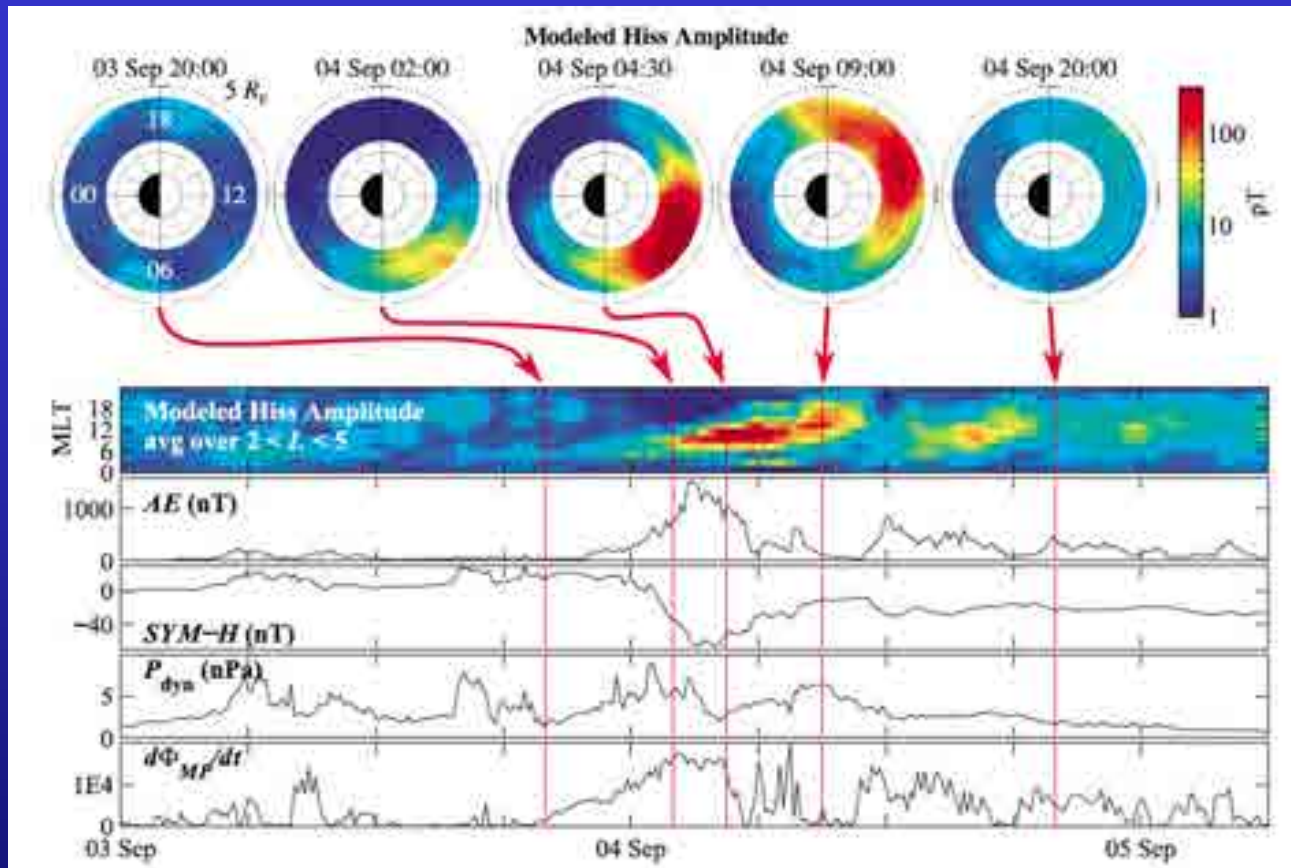 Modeled Hiss Amplitude
03 Sep 20:00 04 Sep 02:00 04 Sep 04:30 04 Sep 09:00 04 Sep 20:00
5 R_E
18
00 12
06
100
10
1
pT
MLT
18
12
6
0
Modeled Hiss Amplitude
avg over 2 < L < 5
AE (nT)
1000
0
0
−40
SYM−H (nT)
P_dyn (nPa)
5
0
dΦ_MP/dt
1E4
0
03 Sep 04 Sep 05 Sep